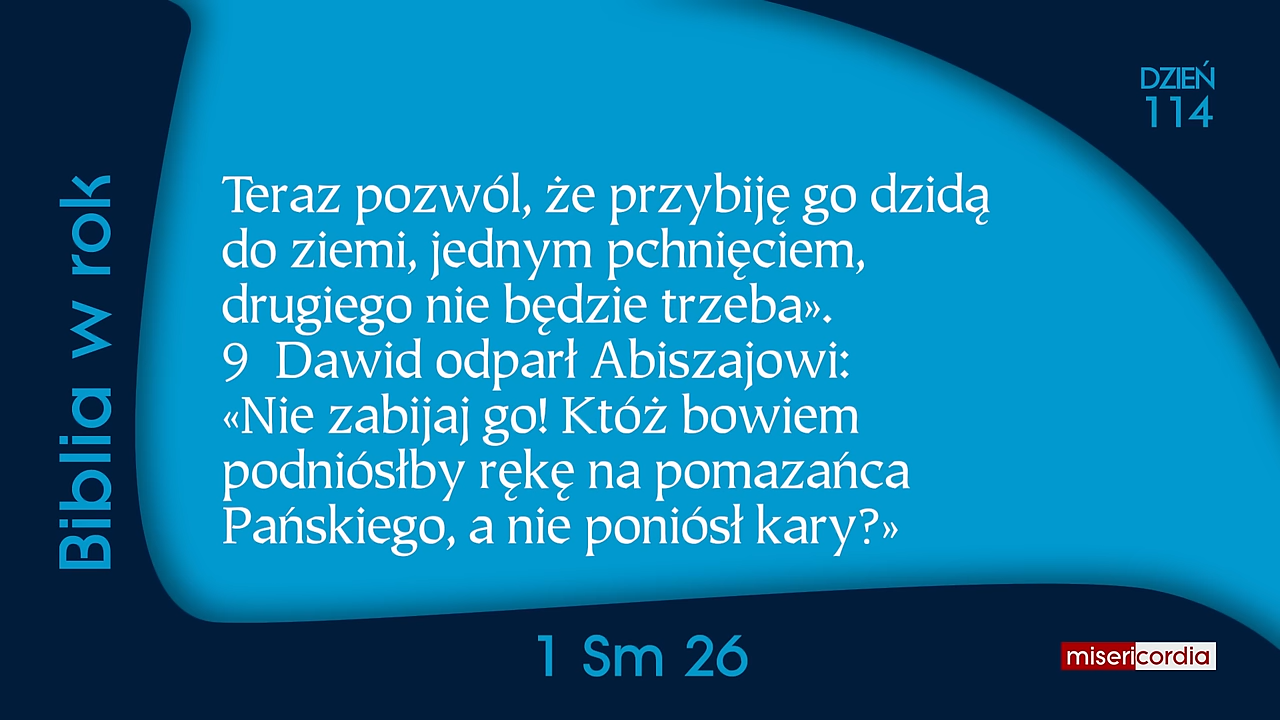 DZIEŃ
114
Biblia w rok
Teraz pozwól, że przybiję go dzidą
do ziemi, jednym pchnięciem,
drugiego nie będzie trzeba».
9 Dawid odparł Abiszajowi:
«Nie zabijaj go! Któż bowiem
podniósłby rękę na pomazańca
Pańskiego, a nie poniósł kary?»
1 Sm 26
misericordia